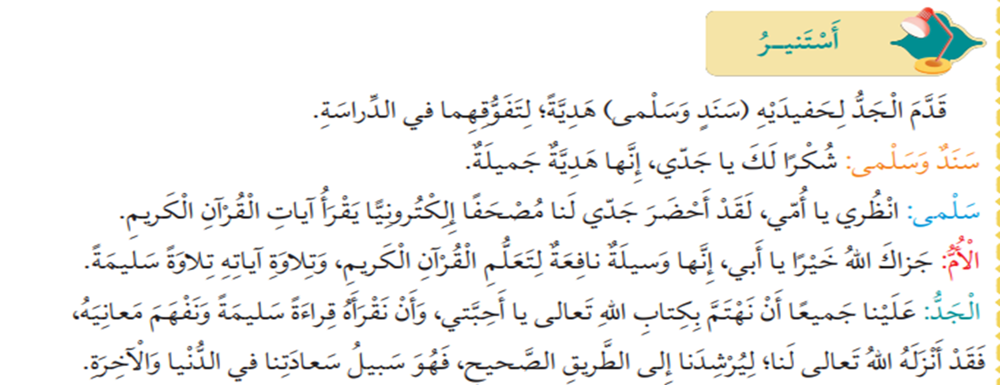 أَسْتَنيـرُ
قَدَّمَ الْجَدُّ لِحَفيدَيْهِ (سَنَدٍ وَسَلْمى) هَدِيَّةً؛ لِتَفَوُّقِهِما في الدِّراسَةِ.
سَنَدٌ وَسَلْمى: شُكْرًا لَكَ يا جَدّي، إِنَّها هَدِيَّةٌ جَميلَةٌ.
سَلْمى: انْظُري يا أُمّي، لَقَدْ أَحْضَرَ جَدّي لَنا مُصْحَفًا إِلِكْتُرونِيًّا يَقْرَأُ آياتِ الْقُرْآنِ الْكَريمِ.
الْأُمُّ: جَزاكَ اللهُ خَيْرًا يا أَبي، إِنَّها وَسيلَةٌ نافِعَةٌ لِتَعَلُّمِ الْقُرْآنِ الْكَريمِ، وَتِلاوَةِ آياتِهِ تِلاوَةً سَليمَةً.
الْجَدُّ: عَلَيْنا جَميعًا أَنْ نَهْتَمَّ بِكِتابِ اللهِ تَعالى يا أَحِبَّتي، وَأَنْ نَقْرَأَهُ قِراءَةً سَليمَةً وَنَفْهَمَ مَعانِيَهُ،
فَقَدْ أَنْزَلَهُ اللهُ تَعالى لَنا؛ لِيُرْشِدَنا إِلى الطَّريقِ الصَّحيحِ، فَهُوَ سَبيلُ سَعادَتِنا في الدُّنْيا وَالْآخِرَةِ.